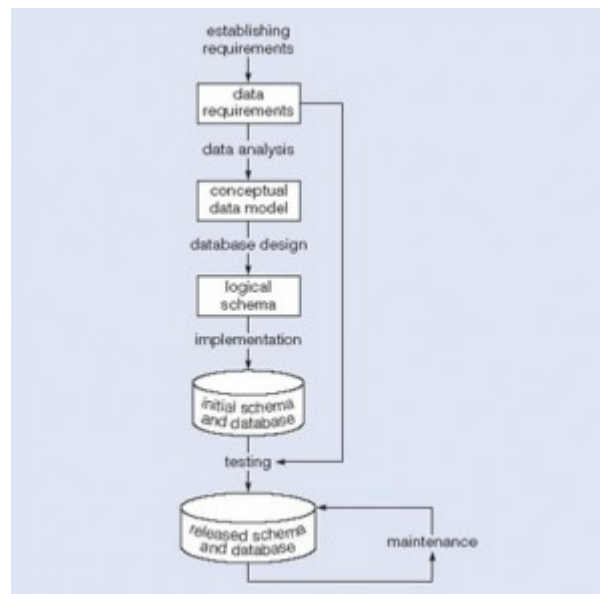 establishing
requirements
data
requirements
data analysis
conceptual
data model
database design
logical
schema
implementation
initial schema
and database
testing
released schema
and database
maintenance